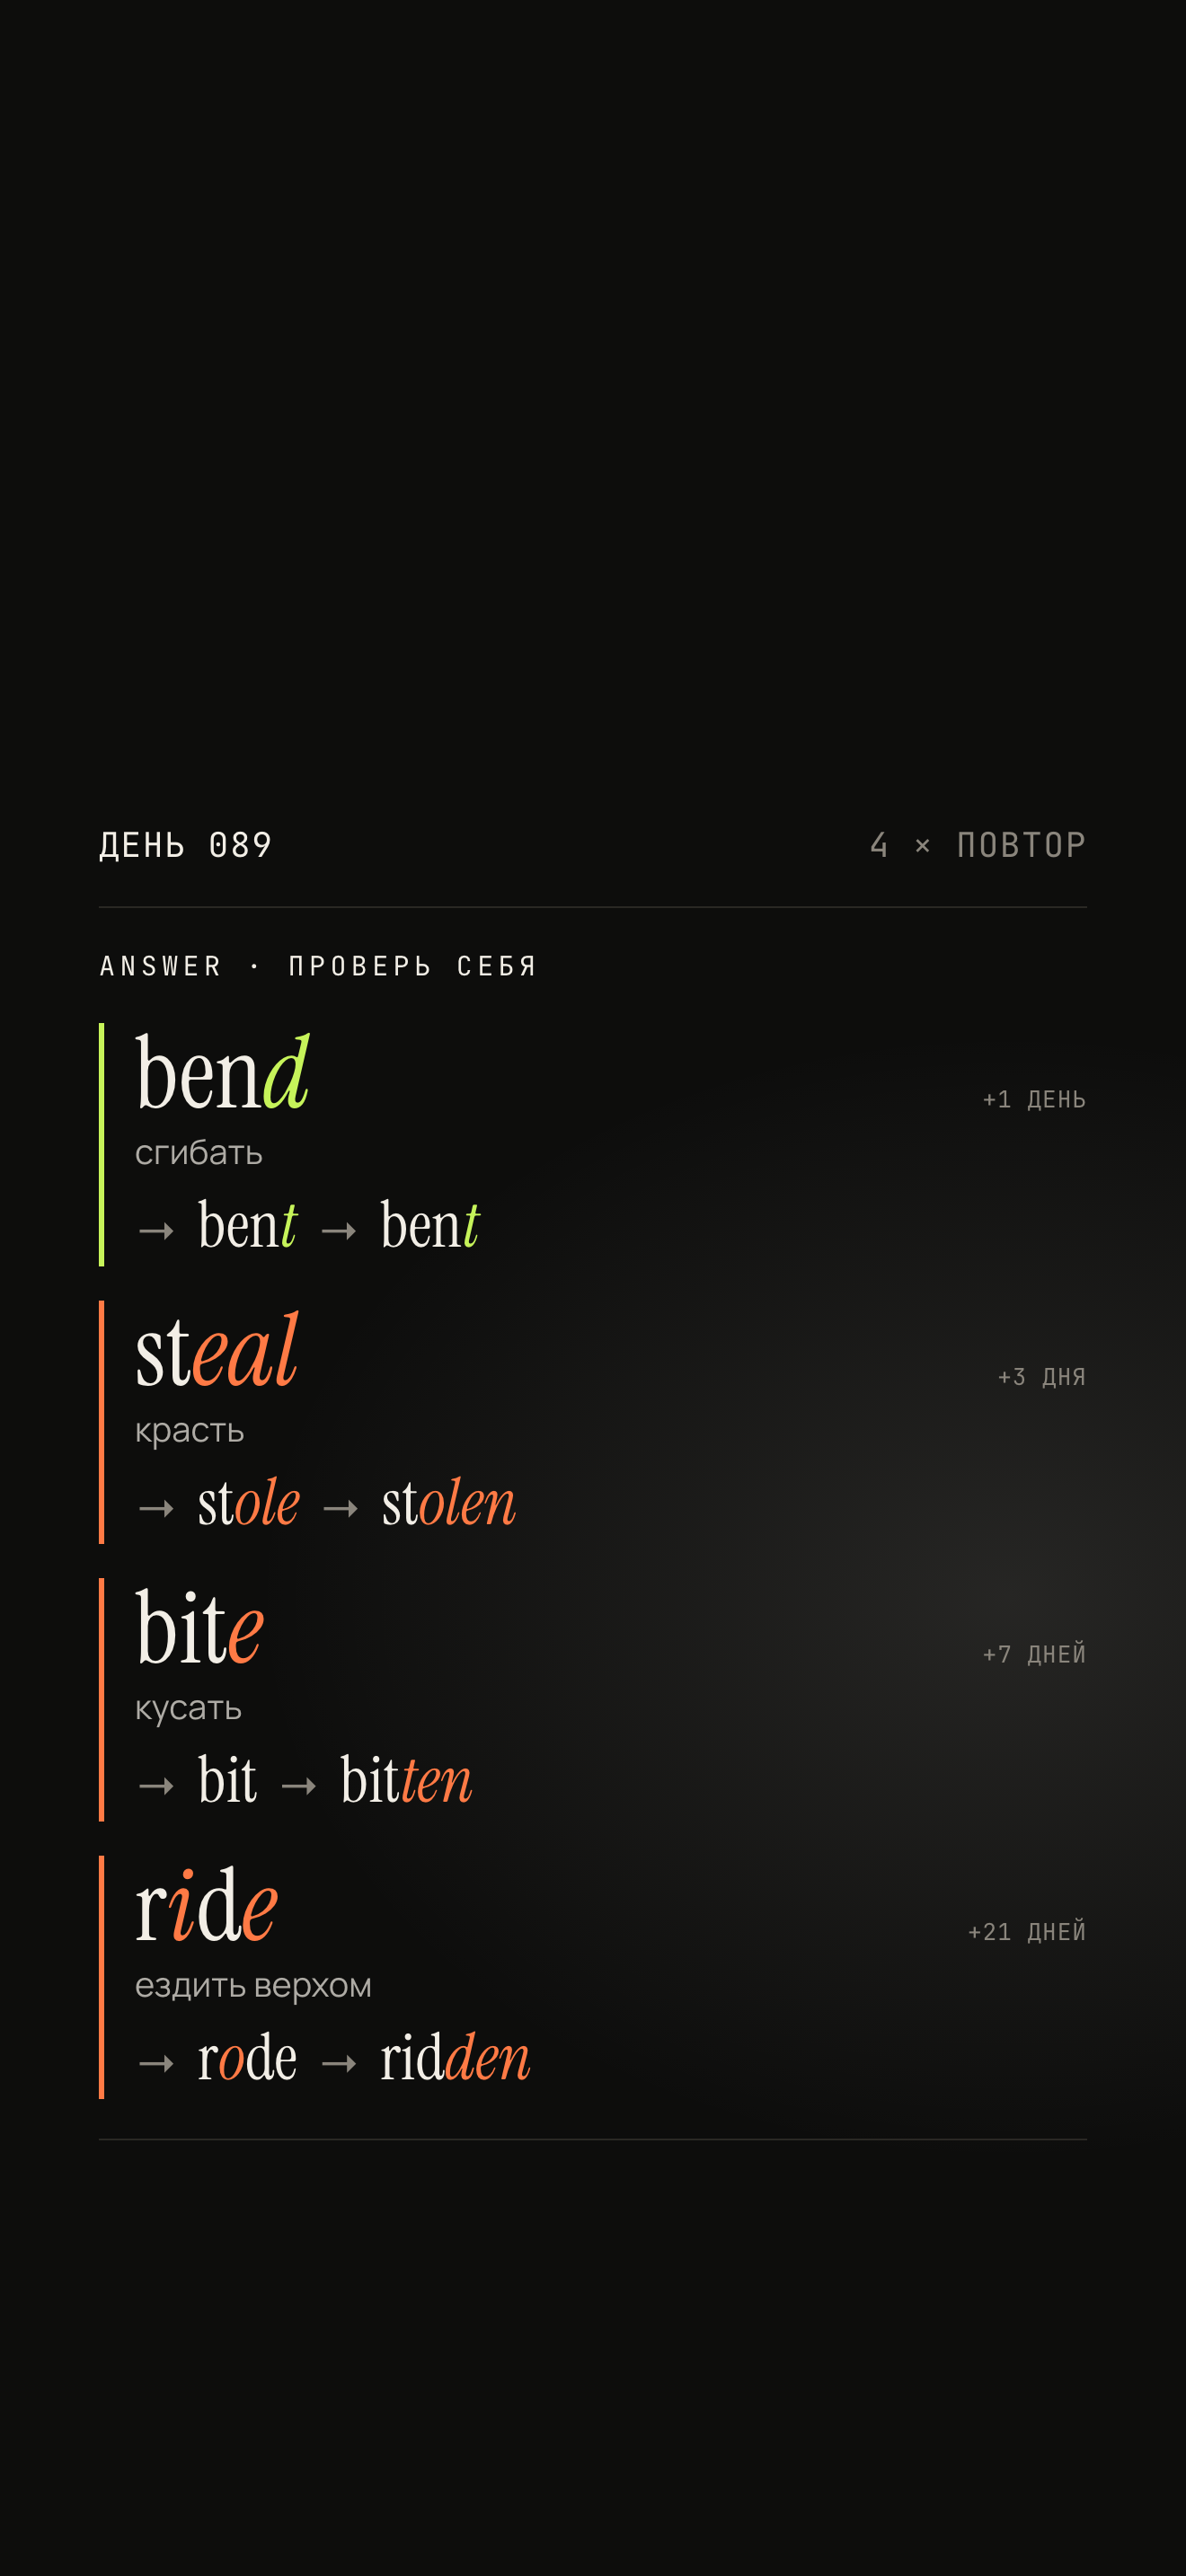 ДЕНЬ 089
4 × ПОВТОР
ANSWER · ПРОВЕРЬ СЕБЯ
bend
+1 ДЕНЬ
сгибать
→ bent → bent
steal
+3 ДНЯ
красть
→ stole → stolen
bite
+7 ДНЕЙ
кусать
→ bit → bitten
ride
+21 ДНЕЙ
ездить верхом
→ rode → ridden